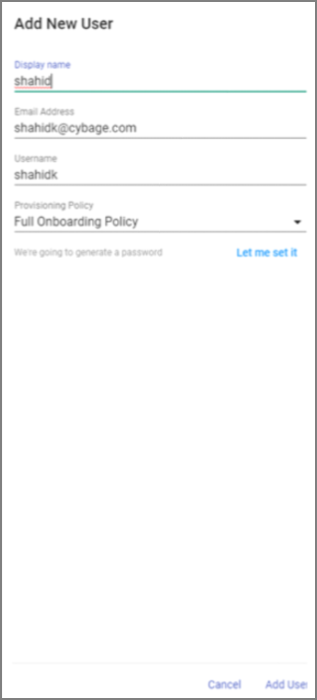 Add New User
Display name
shahid
Email Address
shahidk@cybage.com
Username
shahidk
Provisioning Policy
Full Onboarding Policy
We're going to generate a password Let me set it
Cancel Add Use